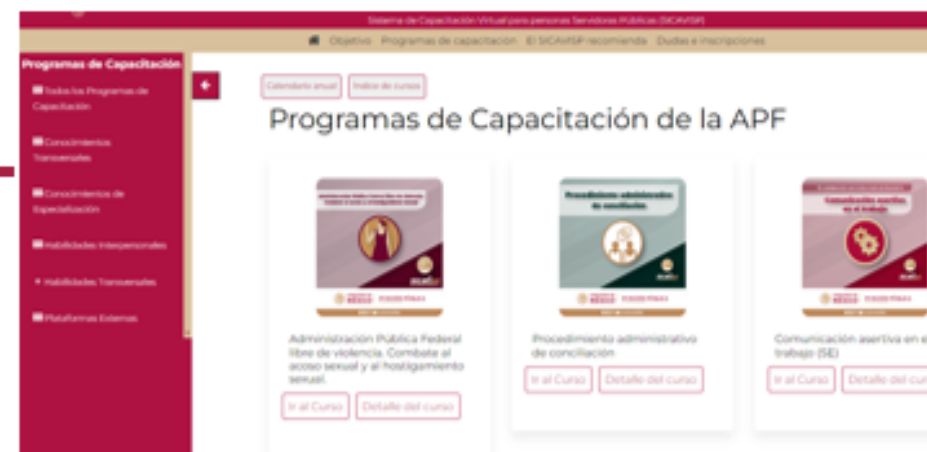 Sistema de Capacitación Virtual para personas Servidoras Públicas (SICAVISP)
Objetivo Programas de capacitación El SICAVISP recomienda Dudas e inscripciones
Programas de Capacitación
Todos los Programas de
Capacitación
Conocimientos
Transversales
Conocimientos de
Especialización
Habilidades Interpersonales
Habilidades Transversales
Plataformas Externas
Calendario anual Índice de cursos
Programas de Capacitación de la APF
Administración Pública Federal
libre de violencia. Combate al
acoso sexual y al hostigamiento
sexual.
Ir al Curso Detalle del curso
Procedimiento administrativo
de conciliación.
Procedimiento administrativo
de conciliación
Ir al Curso Detalle del curso
Comunicación asertiva
en el trabajo
Comunicación asertiva en el
trabajo (SE)
Ir al Curso Detalle del cur